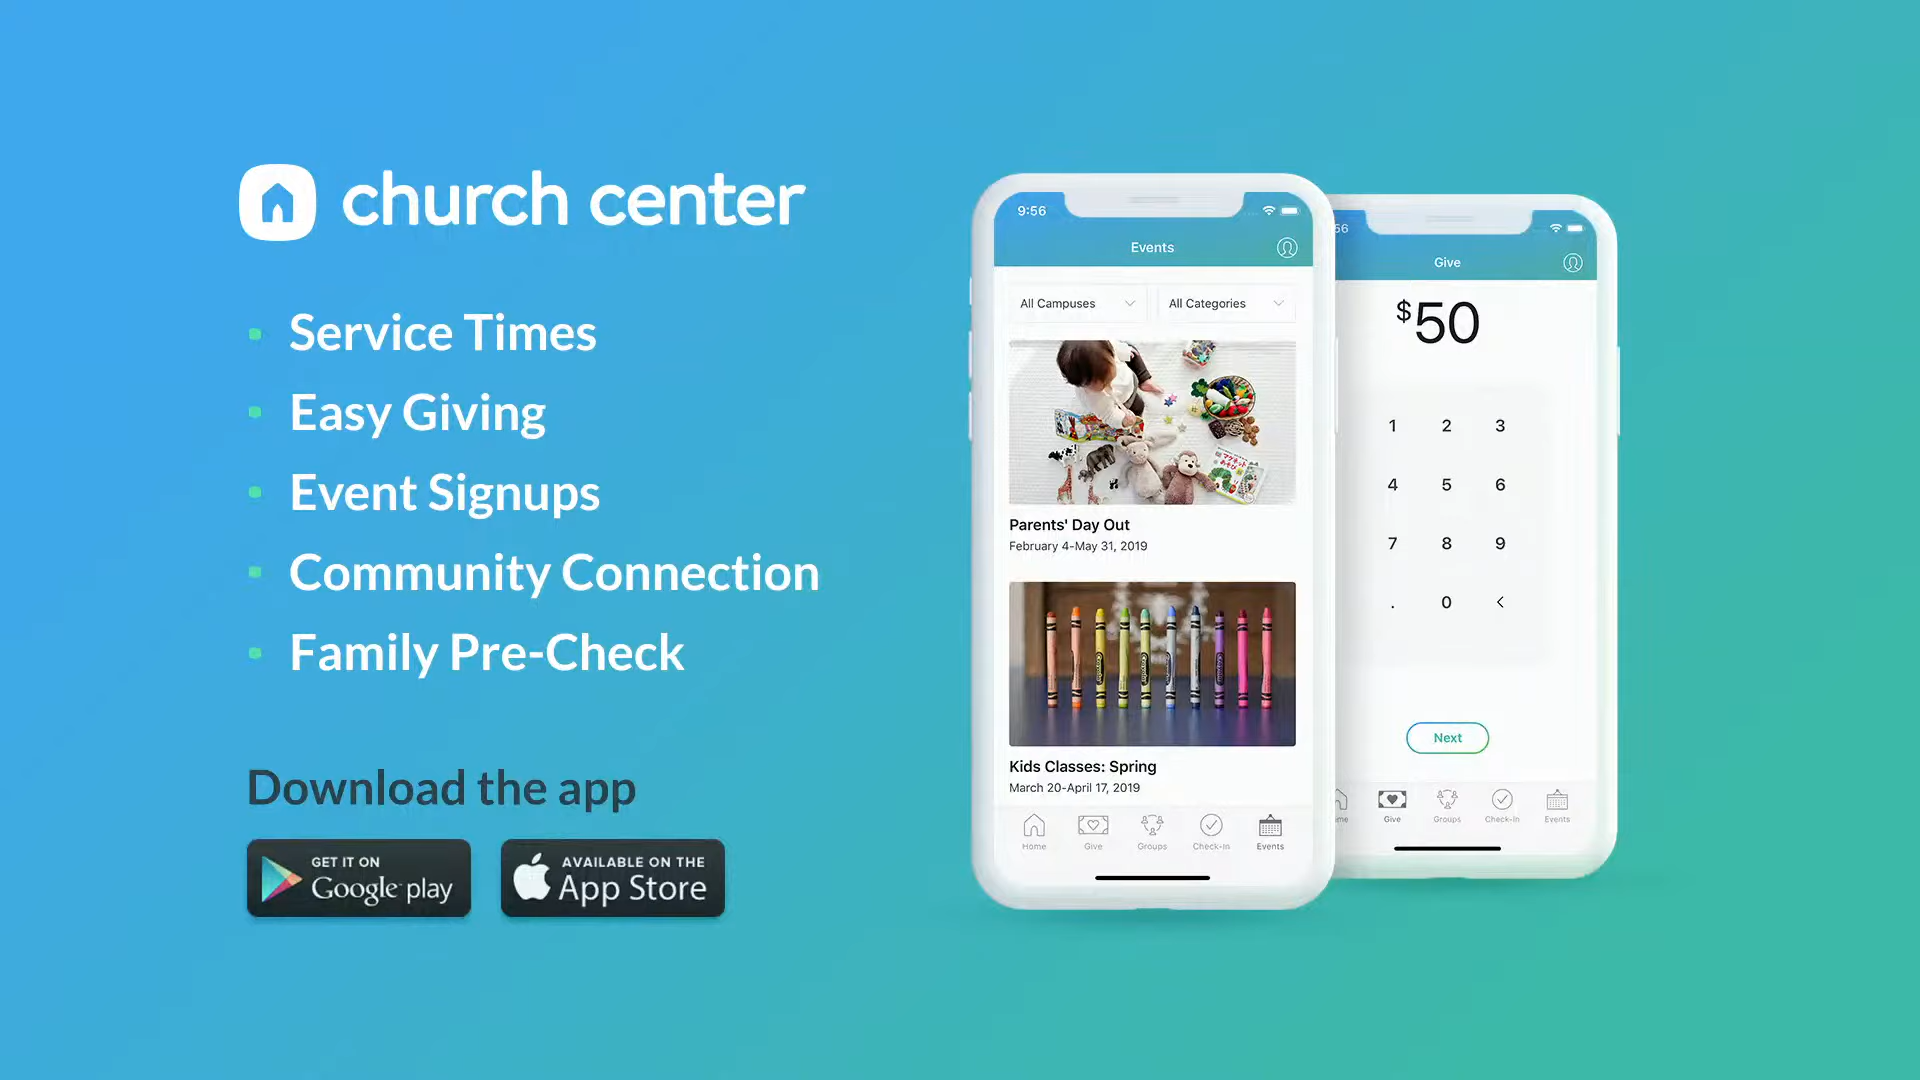 church center
Service Times
Easy Giving
Event Signups
Community Connection
Family Pre-Check
Download the app
GET IT ON
Google play
AVAILABLE ON THE
App Store
9:56
Events
All Campuses
All Categories
Parents' Day Out
February 4-May 31, 2019
Kids Classes: Spring
March 20-April 17, 2019
Home Give Groups Check-In Events
56
Give
$50
1 2 3
4 5 6
7 8 9
. 0 <
Next
me Give Groups Check-In Events